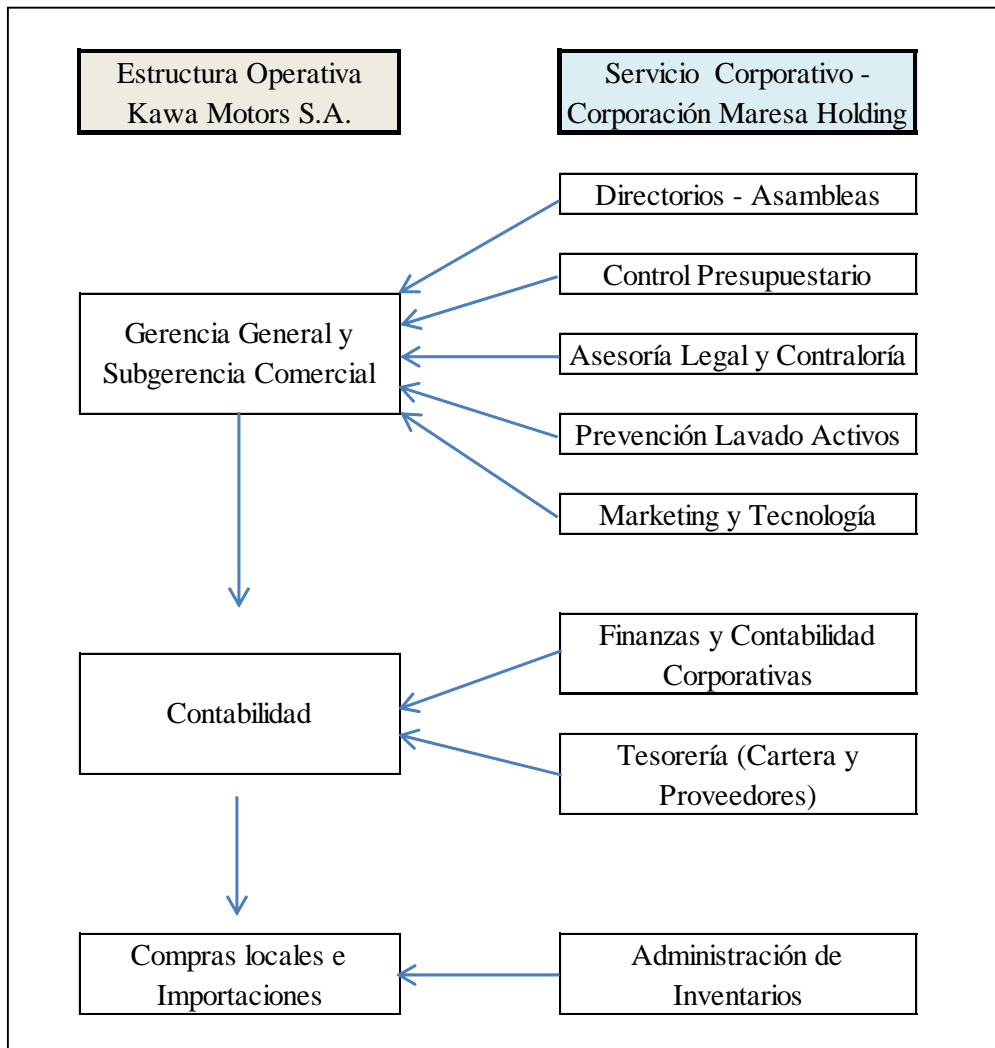 Estructura Operativa
Kawa Motors S.A.
Servicio Corporativo -
Corporación Maresa Holding
Directorios - Asambleas
Control Presupuestario
Gerencia General y
Subgerencia Comercial
Asesoría Legal y Contraloría
Prevención Lavado Activos
Marketing y Tecnología
Finanzas y Contabilidad
Corporativas
Contabilidad
Tesorería (Cartera y
Proveedores)
Compras locales e
Importaciones
Administración de
Inventarios